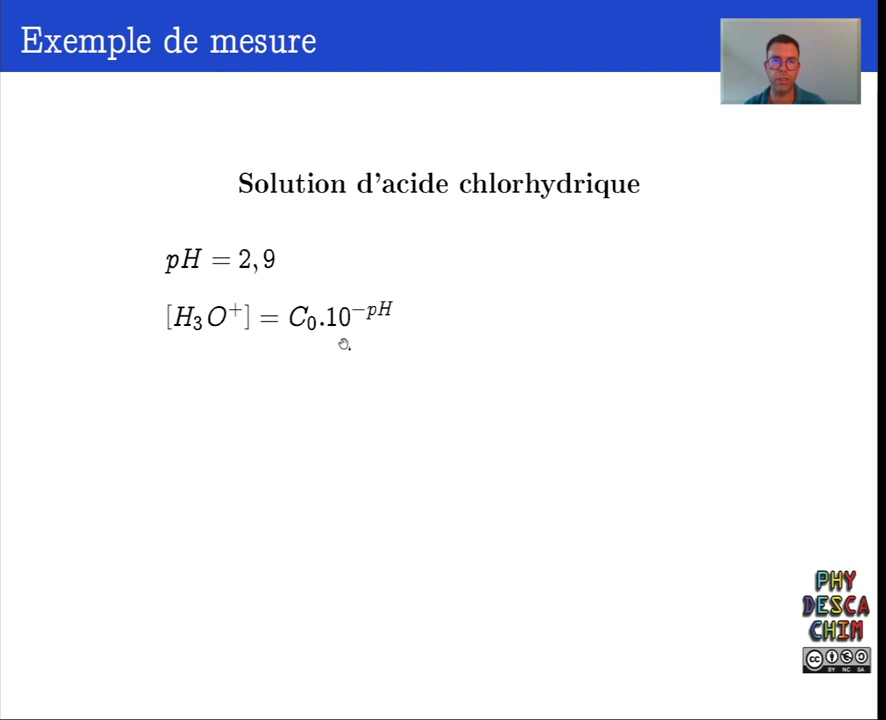 Exemple de mesure
Solution d'acide chlorhydrique
pH = 2, 9
[H₃O⁺] = C₀.10⁻ᵖᴴ
PHY
DESCA
CHIM
cc
BY NC SA